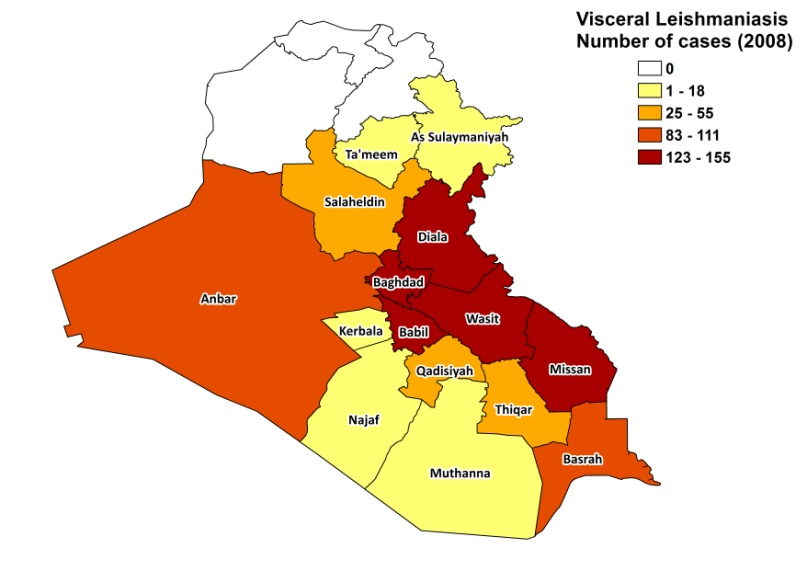 Visceral Leishmaniasis
Number of cases (2008)
0
1 - 18
25 - 55
83 - 111
123 - 155
As Sulaymaniyah
Ta'meem
Salaheldin
Diala
Baghdad
Anbar
Wasit
Kerbala
Babil
Qadisiyah
Missan
Thiqar
Najaf
Basrah
Muthanna